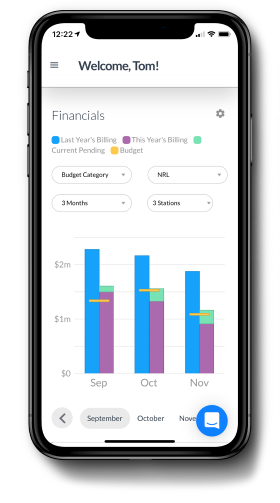 12:22
Welcome, Tom!
Financials
Last Year's Billing This Year's Billing
Current Pending Budget
Budget Category NRL
3 Months 3 Stations
$2m
$1m
$0
Sep Oct Nov
September October Nove